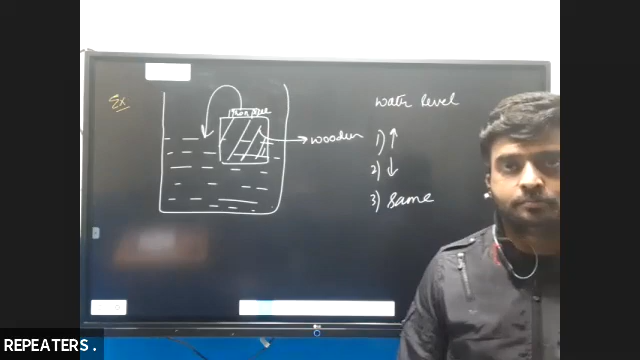 Ex
Iron piece
wooden
water level
1) ↑
2) ↓
3) Same
REPEATERS.